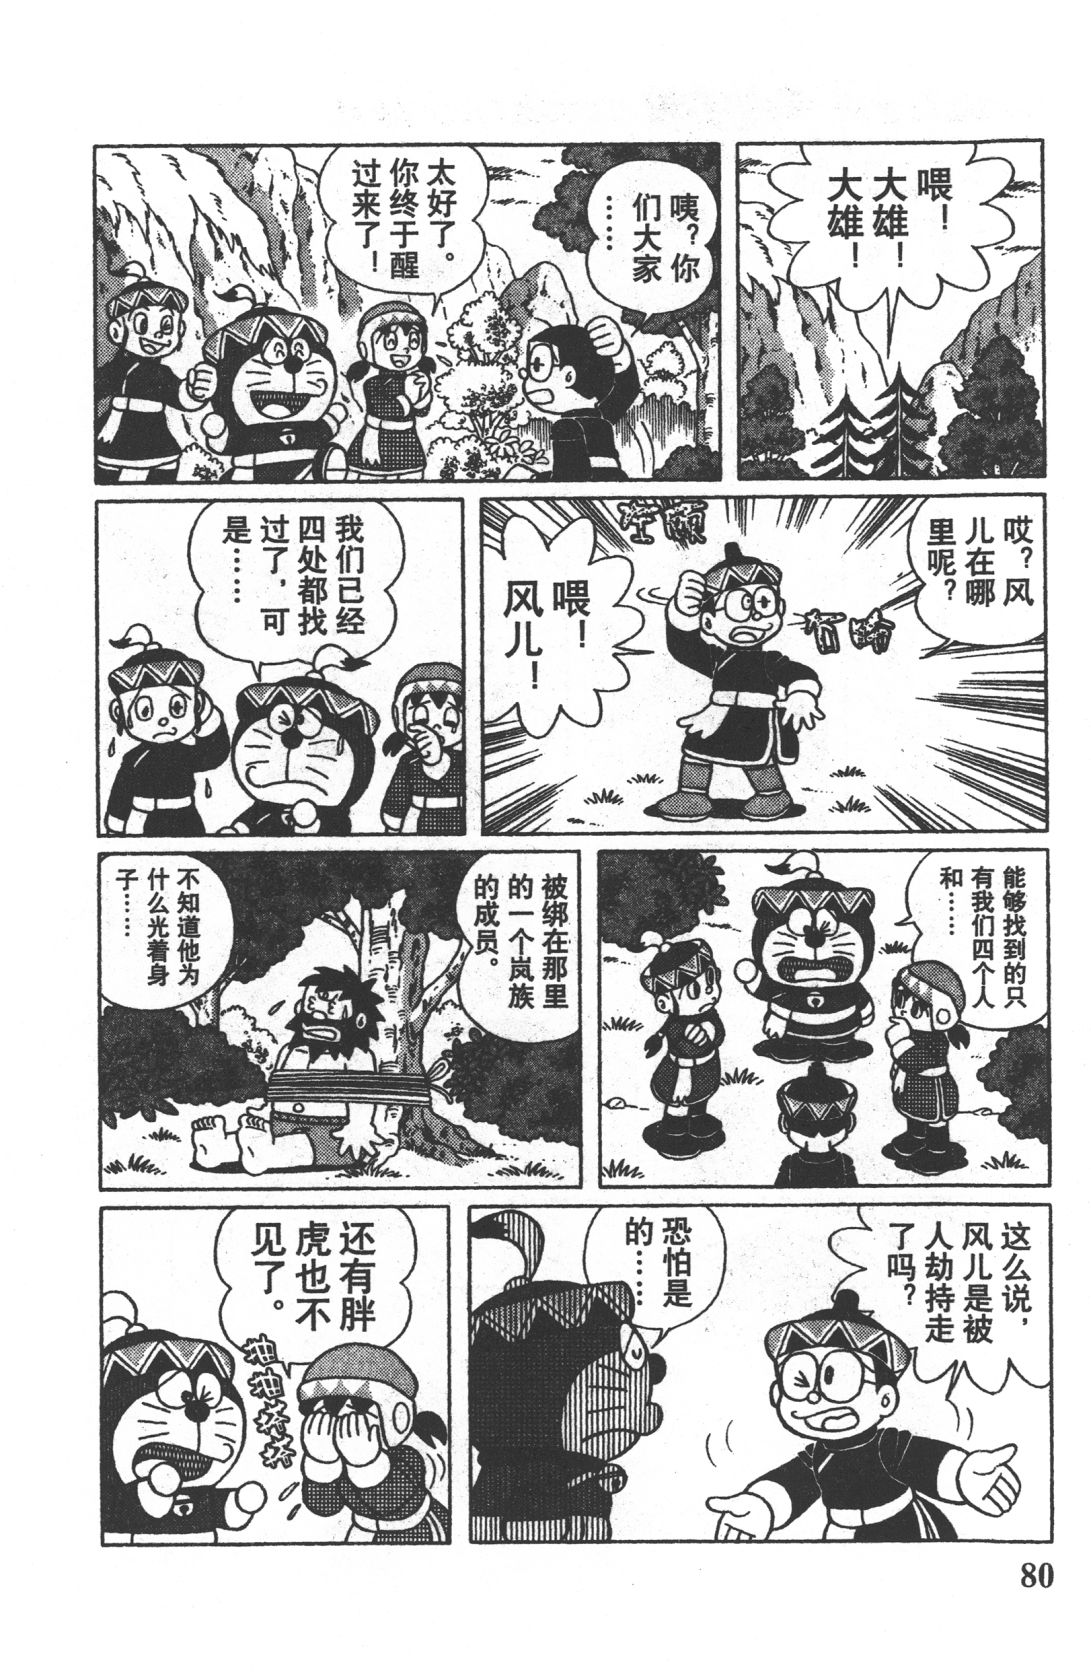 喂！
大雄！
大雄！
咦？你
们大家
……
太好了。
你终于醒
过来了！
哎？风
儿在哪
里呢？
喂！
风儿！
我们已经
四处都找
过了，可
是……
能够找到的只
有我们四个人
和……
被绑在那里
的一个岚族
的成员。
不知道他为
什么光着身
子……
这么说，
风儿是被
人劫持走
了吗？
恐怕是
的……
还有胖
虎也不
见了。
抽抽
答答
80